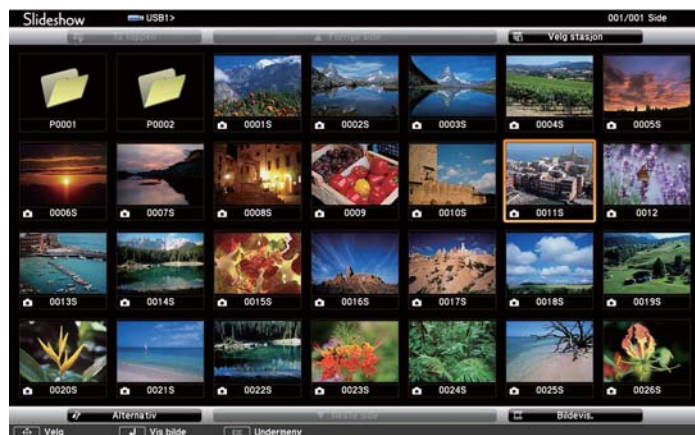 Slideshow USB1> 001/001 Side
Til toppen Forrige side Velg stasjon
P0001 P0002 0001S 0002S 0003S 0004S 0005S
0006S 0007S 0008S 0009 0010S 0011S 0012
0013S 0014S 0015S 0016S 0017S 0018S 0019S
0020S 0021S 0022S 0023S 0024S 0025S 0026S
Alternativ Neste side Bildevis.
Velg Vis bilde Esc Undermeny